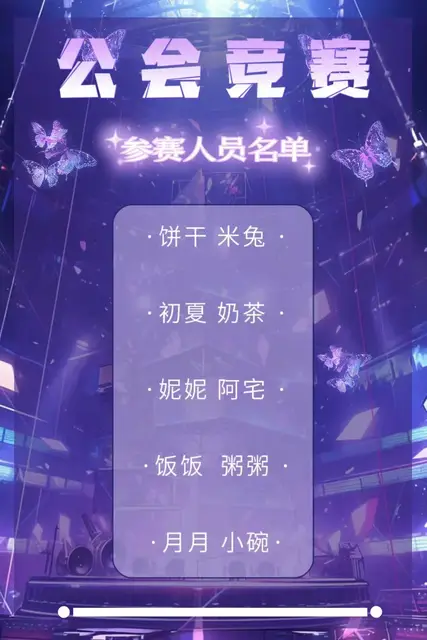 公会竞赛
参赛人员名单
·饼干 米兔 ·
·初夏 奶茶 ·
·妮妮 阿宅 ·
·饭饭 粥粥 ·
·月月 小碗·